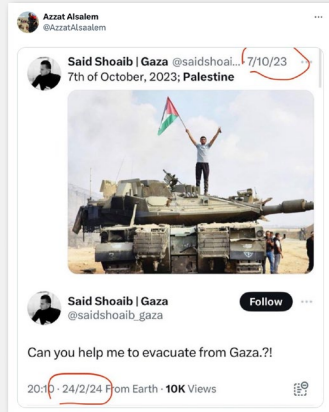 Azzat Alsalem
@AzzatAlsaalem
Said Shoaib | Gaza @saidshoai... · 7/10/23
7th of October, 2023; Palestine
Said Shoaib | Gaza
@saidshoaib_gaza
Follow
Can you help me to evacuate from Gaza.?!
20:10 · 24/2/24 From Earth · 10K Views